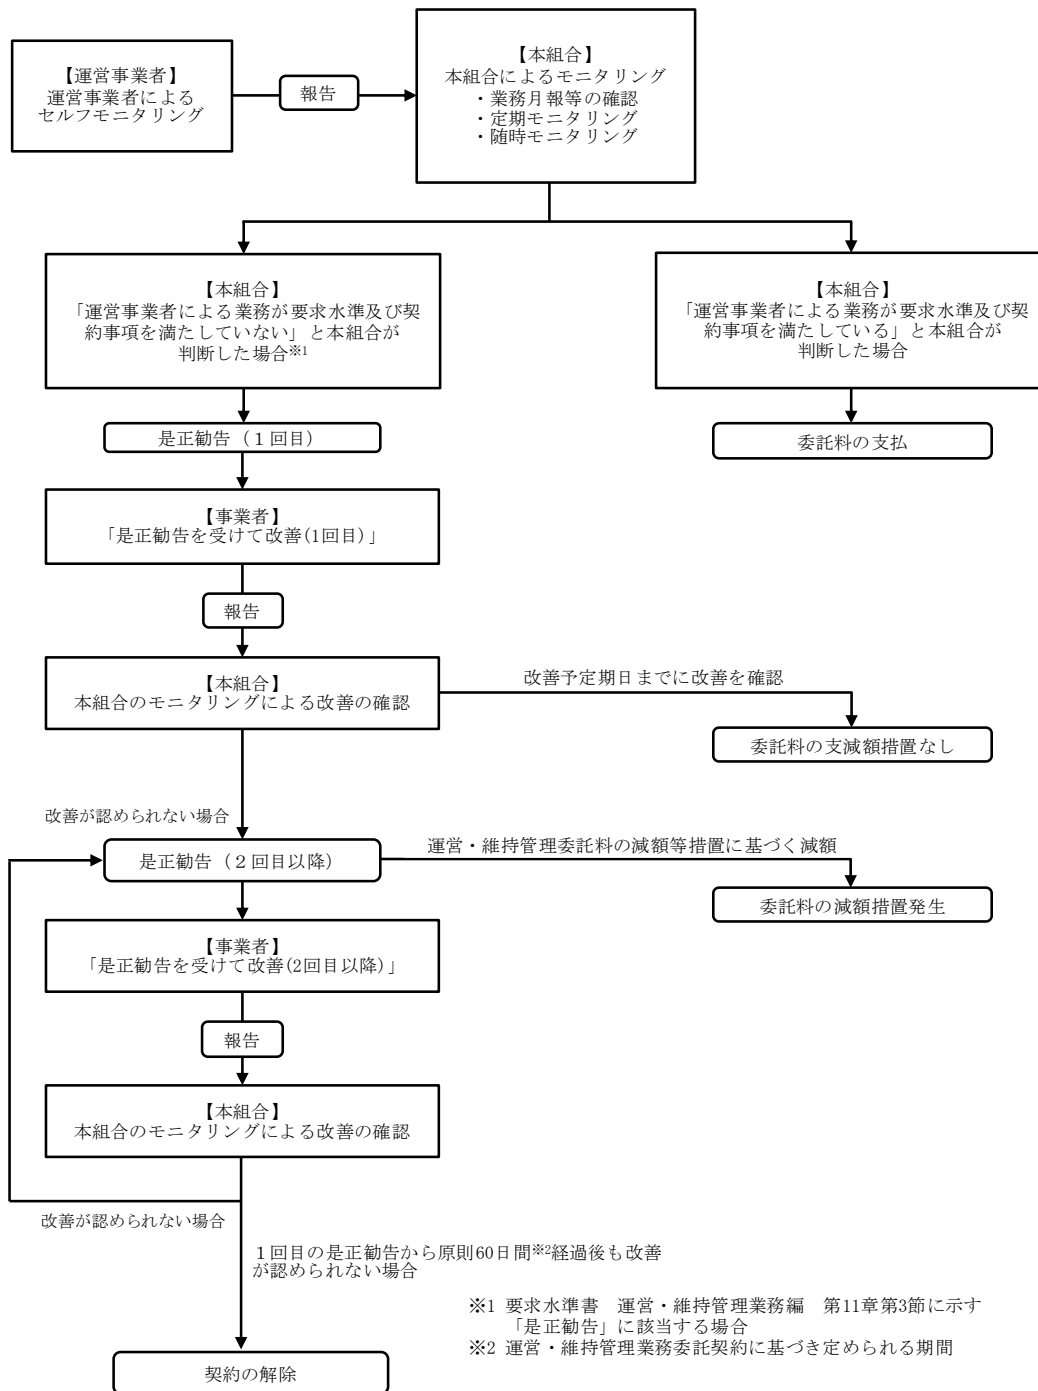 【運営事業者】
運営事業者による
セルフモニタリング
報告
【本組合】
本組合によるモニタリング
・業務月報等の確認
・定期モニタリング
・随時モニタリング
【本組合】
「運営事業者による業務が要求水準及び契
約事項を満たしていない」と本組合が
判断した場合※1
【本組合】
「運営事業者による業務が要求水準及び契
約事項を満たしている」と本組合が
判断した場合
是正勧告（１回目）
委託料の支払
【事業者】
「是正勧告を受けて改善(1回目)」
報告
【本組合】
本組合のモニタリングによる改善の確認
改善予定期日までに改善を確認
委託料の支減額措置なし
改善が認められない場合
是正勧告（２回目以降）
運営・維持管理委託料の減額等措置に基づく減額
委託料の減額措置発生
【事業者】
「是正勧告を受けて改善(2回目以降)」
報告
【本組合】
本組合のモニタリングによる改善の確認
改善が認められない場合
１回目の是正勧告から原則60日間※2経過後も改善
が認められない場合
※1 要求水準書　運営・維持管理業務編　第11章第3節に示す
「是正勧告」に該当する場合
※2 運営・維持管理業務委託契約に基づき定められる期間
契約の解除